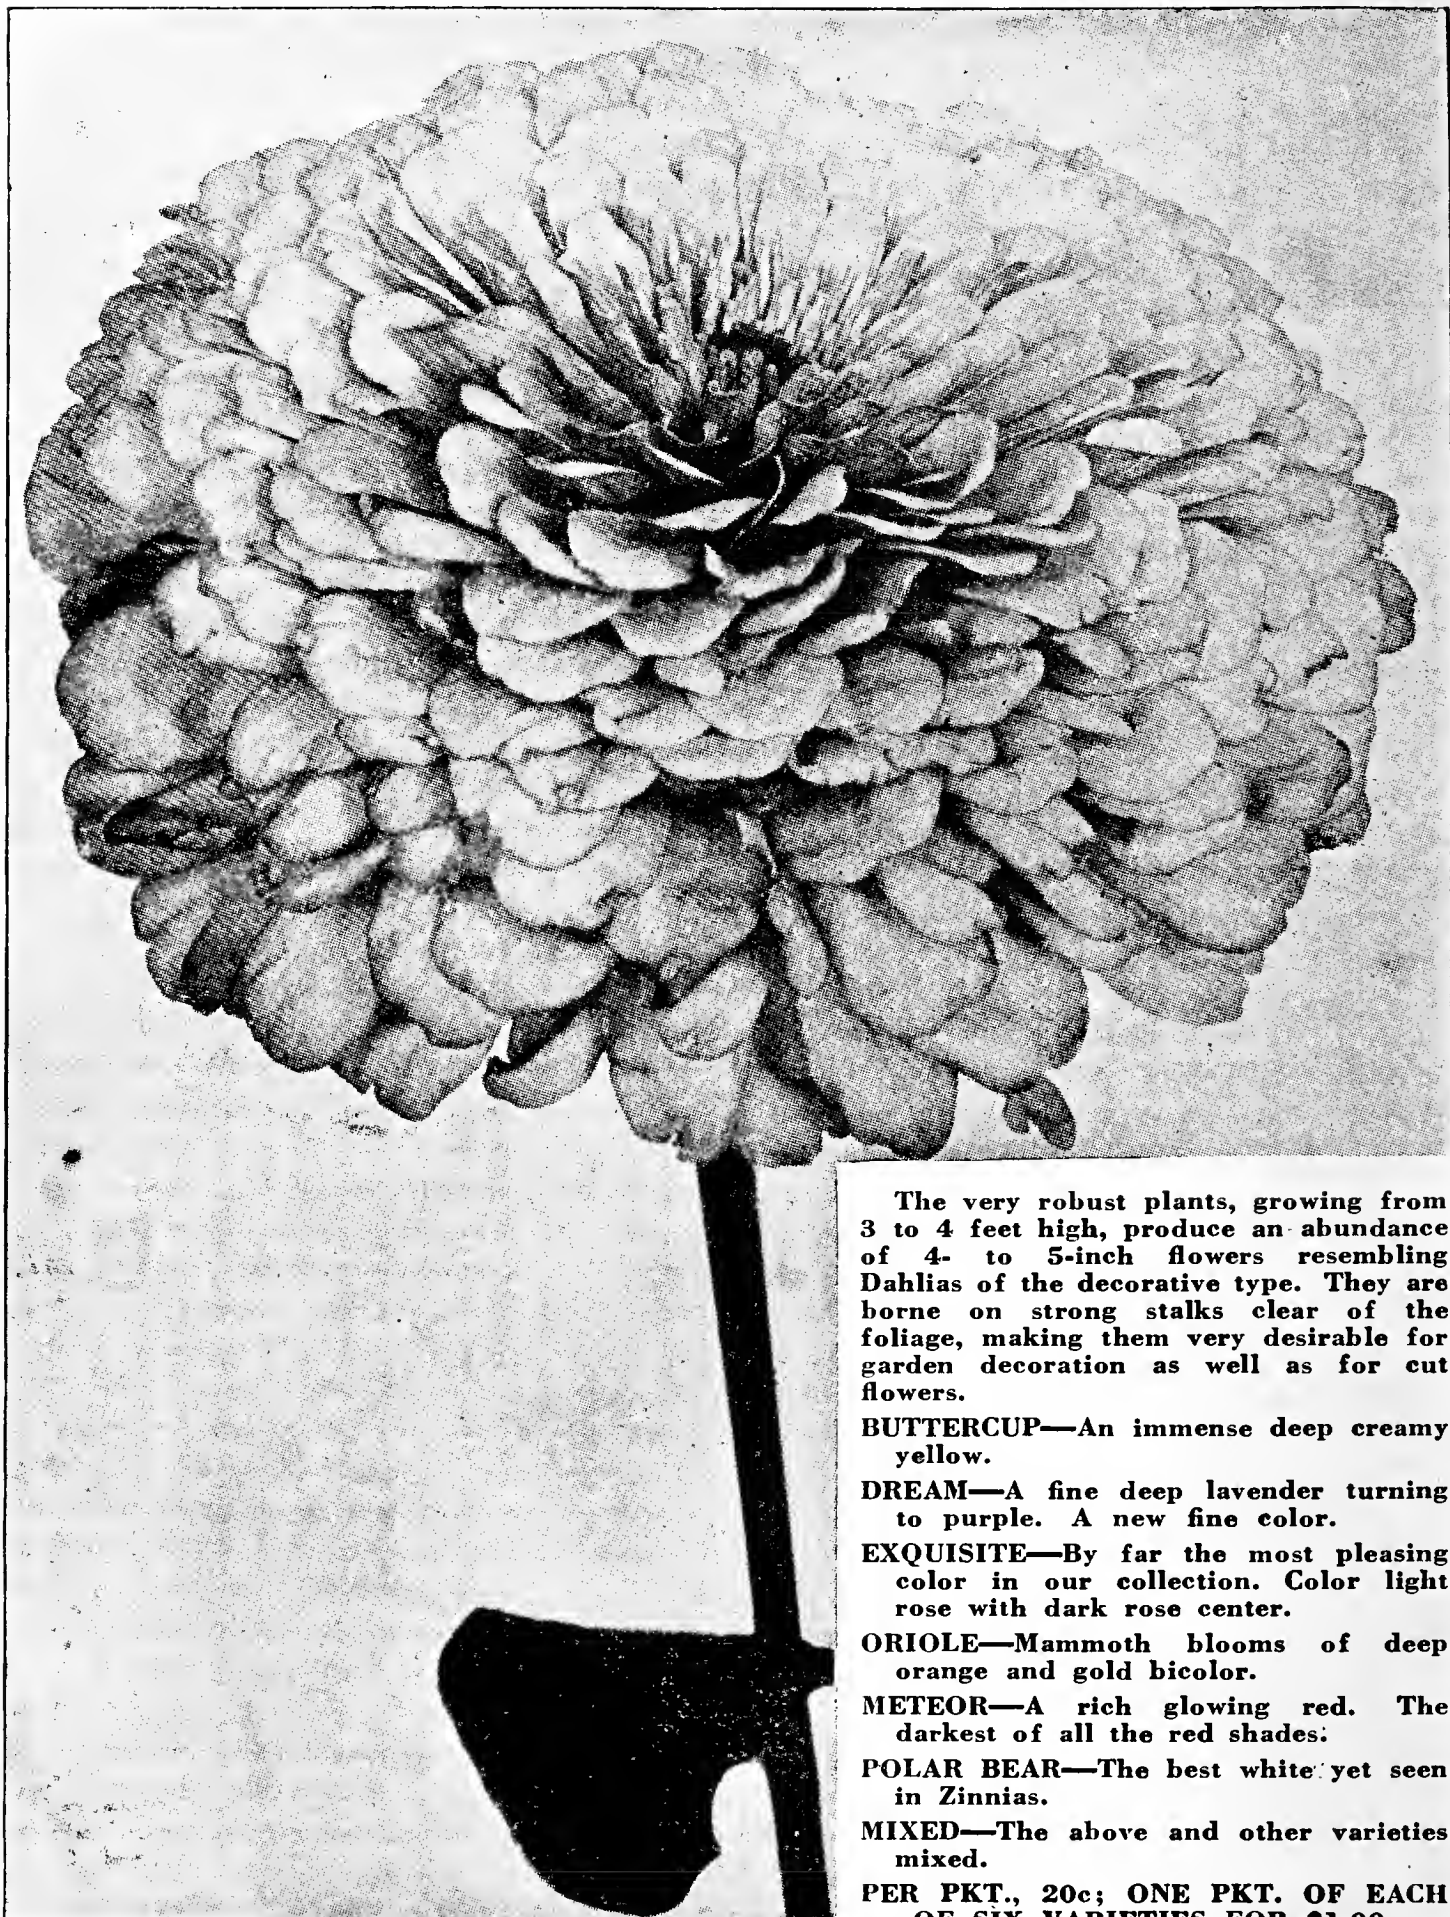 The very robust plants, growing from
3 to 4 feet high, produce an abundance
of 4- to 5-inch flowers resembling
Dahlias of the decorative type. They are
borne on strong stalks clear of the
foliage, making them very desirable for
garden decoration as well as for cut
flowers.
BUTTERCUP—An immense deep creamy
yellow.
DREAM—A fine deep lavender turning
to purple. A new fine color.
EXQUISITE—By far the most pleasing
color in our collection. Color light
rose with dark rose center.
ORIOLE—Mammoth blooms of deep
orange and gold bicolor.
METEOR—A rich glowing red. The
darkest of all the red shades.
POLAR BEAR—The best white yet seen
in Zinnias.
MIXED—The above and other varieties
mixed.
PER PKT., 20c; ONE PKT. OF EACH
OF SIX VARIETIES FOR $1.00